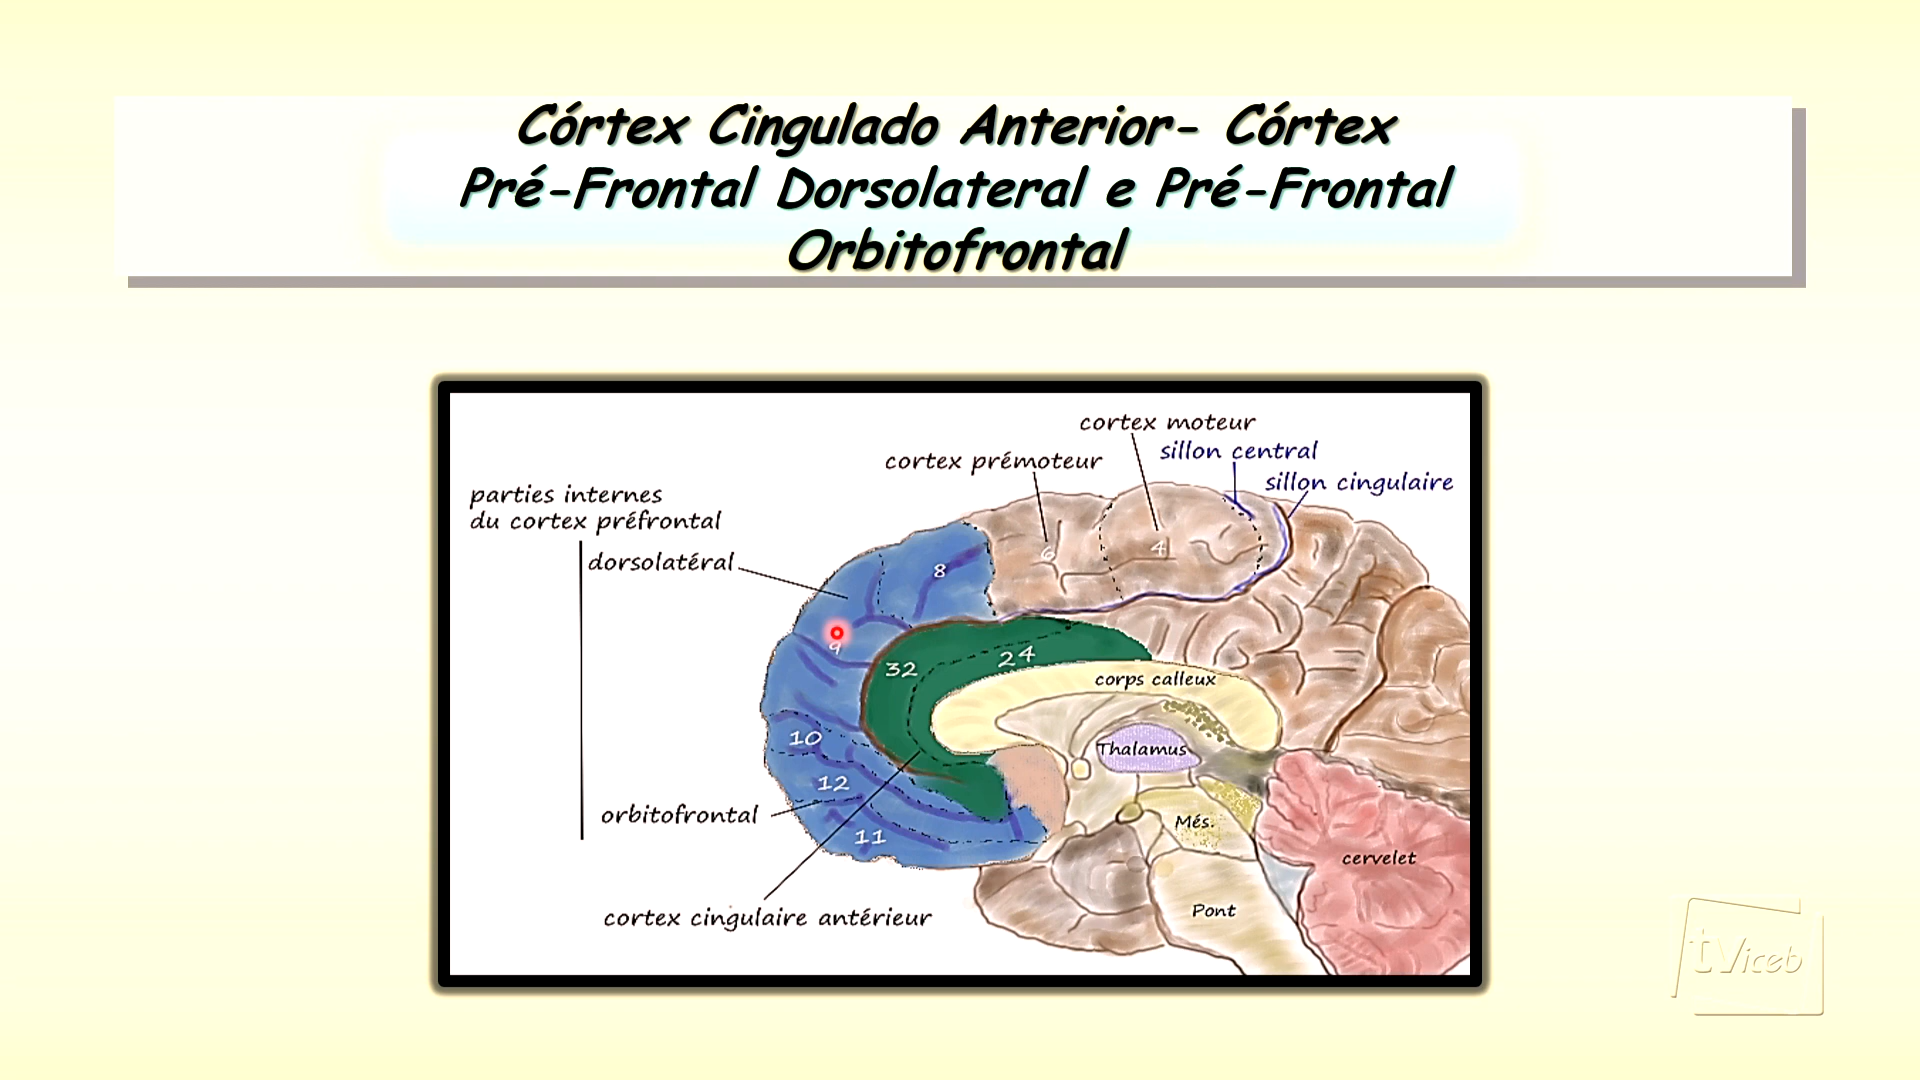 Córtex Cingulado Anterior- Córtex
Pré-Frontal Dorsolateral e Pré-Frontal
Orbitofrontal
cortex moteur
sillon central
cortex prémoteur
sillon cingulaire
parties internes
du cortex préfrontal
dorsolatéral
6
4
8
9
32
24
corps calleux
10
Thalamus
12
orbitofrontal
11
Més.
cervelet
cortex cingulaire antérieur
Pont
tViceb